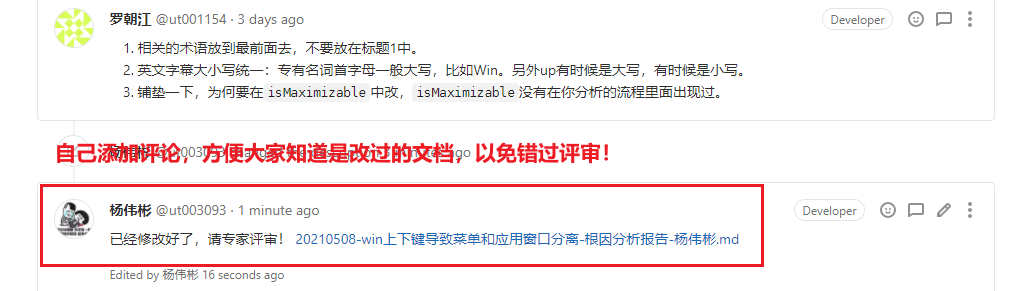 罗朝江 @ut001154 · 3 days ago
Developer
1. 相关的术语放到最前面去，不要放在标题1中。
2. 英文字幕大小写统一：专有名词首字母一般大写，比如Win。另外up有时候是大写，有时候是小写。
3. 铺垫一下，为何要在 isMaximizable 中改， isMaximizable 没有在你分析的流程里面出现过。
自己添加评论，方便大家知道是改过的文档，以免错过评审！
杨伟彬 @ut003093 ago
杨伟彬 @ut003093 · 1 minute ago
Developer
已经修改好了，请专家评审！ 20210508-win上下键导致菜单和应用窗口分离-根因分析报告-杨伟彬.md
Edited by 杨伟彬 16 seconds ago